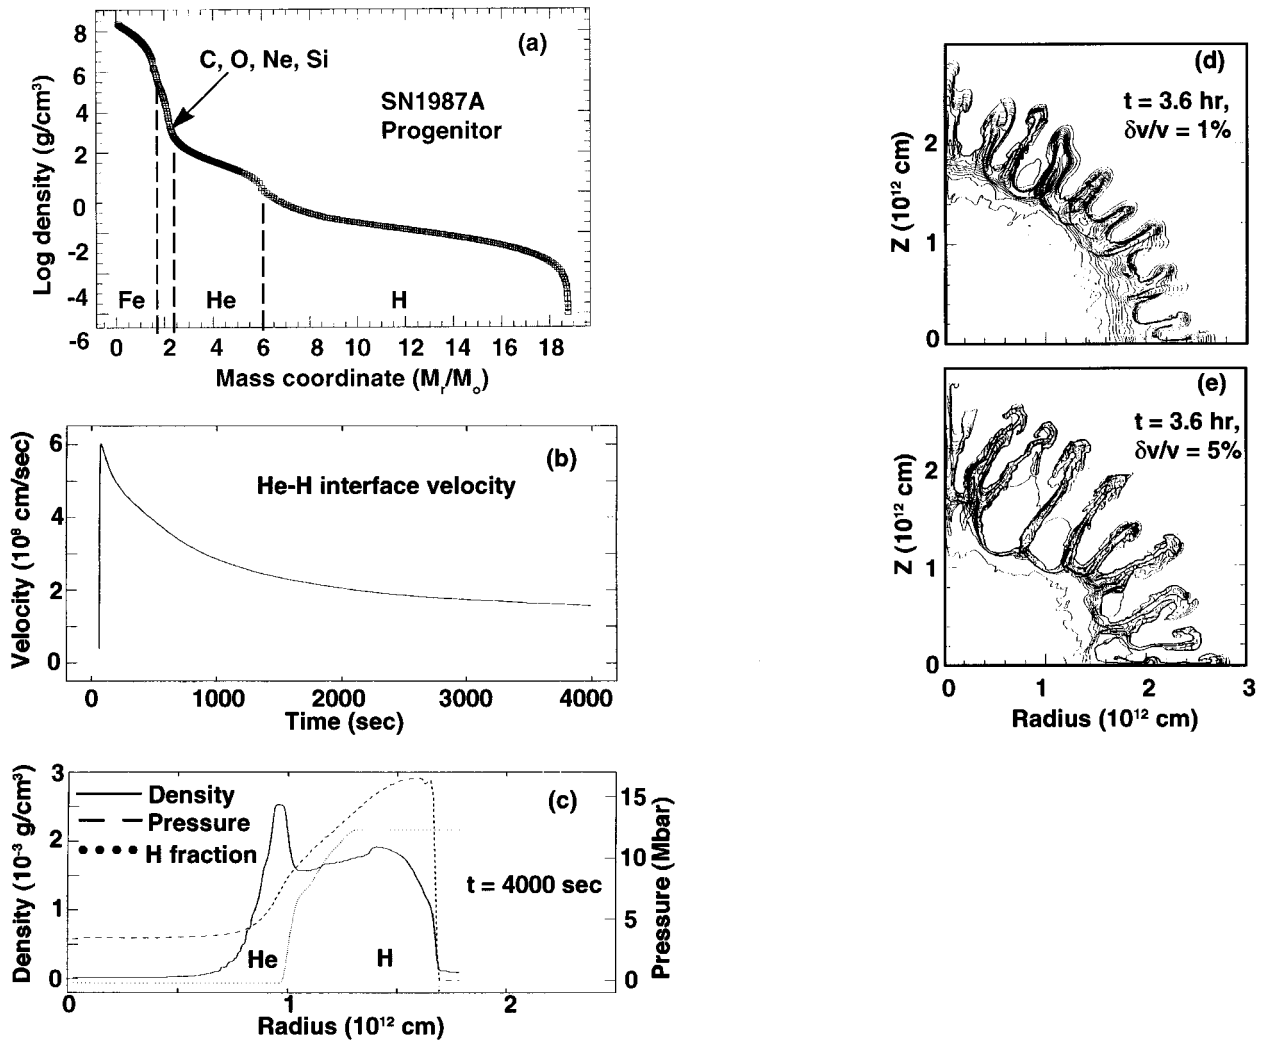 (a)
C, O, Ne, Si
SN1987A
Progenitor
Log density (g/cm³)
8
6
4
2
0
-2
-4
-6
Fe
He
H
0 2 4 6 8 10 12 14 16 18
Mass coordinate (Mᵣ/Mₒ)
(b)
He-H interface velocity
Velocity (10⁸ cm/sec)
6
4
2
0
0 1000 2000 3000 4000
Time (sec)
(c)
Density
Pressure
H fraction
t = 4000 sec
He
H
Density (10⁻³ g/cm³)
3
2
1
0
Pressure (Mbar)
15
10
5
0
0 1 2
Radius (10¹² cm)
(d)
t = 3.6 hr,
δv/v = 1%
Z (10¹² cm)
2
1
0
(e)
t = 3.6 hr,
δv/v = 5%
Z (10¹² cm)
2
1
0
0 1 2 3
Radius (10¹² cm)